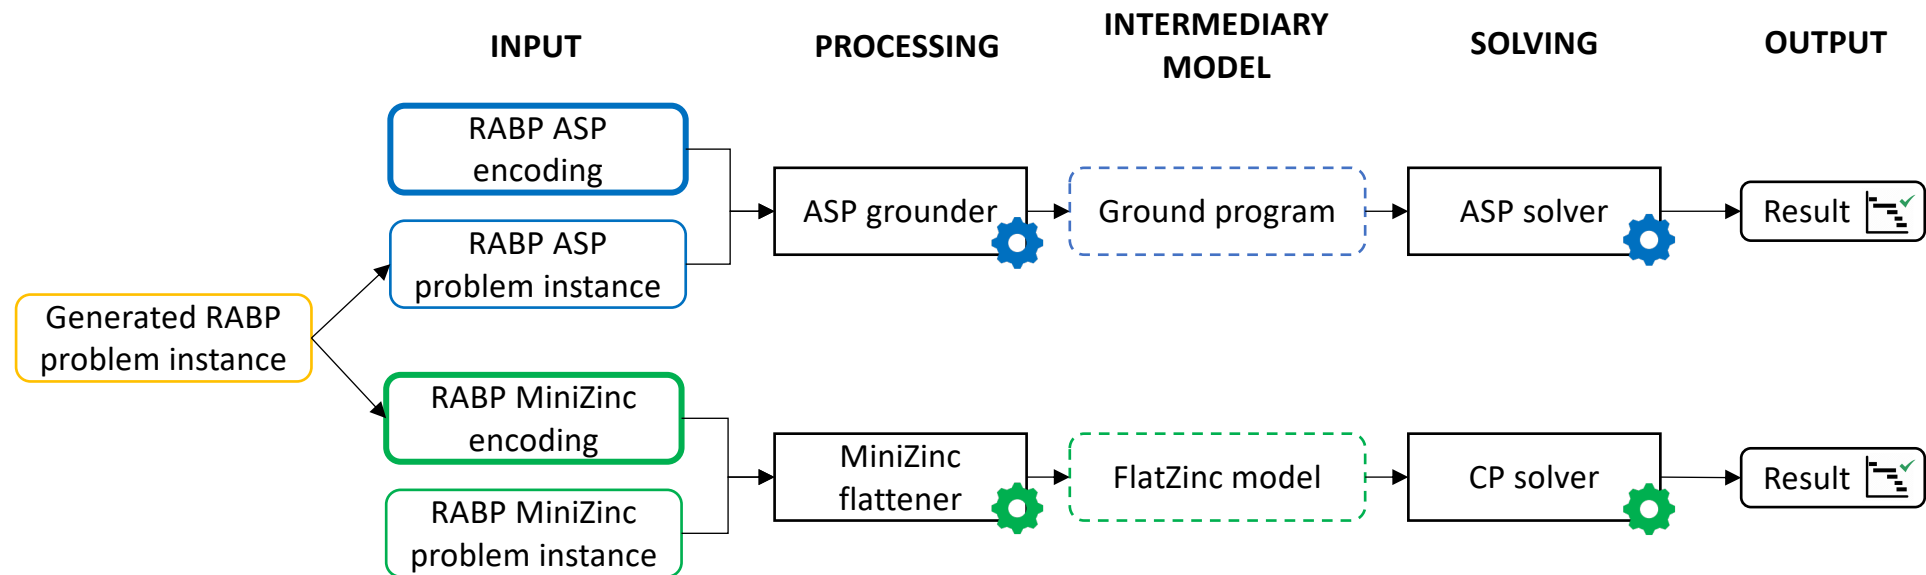 INPUT
PROCESSING
INTERMEDIARY
MODEL
SOLVING
OUTPUT
RABP ASP
encoding
RABP ASP
problem instance
ASP grounder
Ground program
ASP solver
Result
Generated RABP
problem instance
RABP MiniZinc
encoding
RABP MiniZinc
problem instance
MiniZinc
flattener
FlatZinc model
CP solver
Result